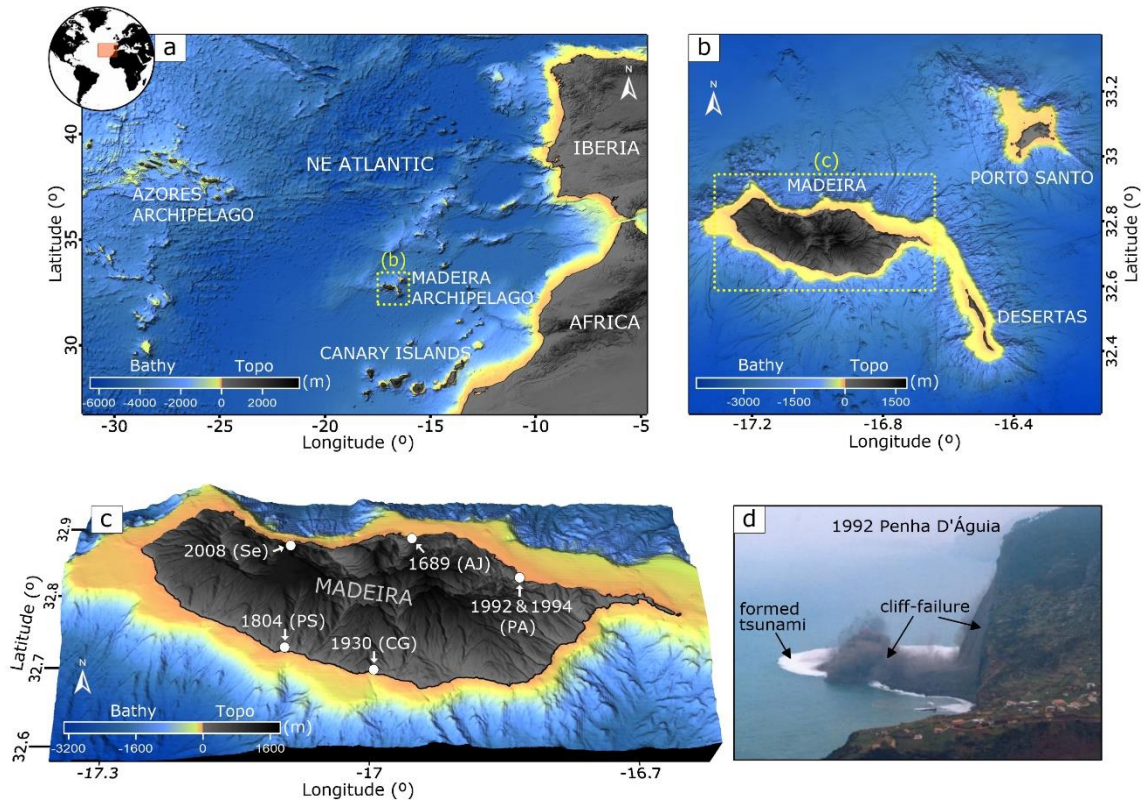 a
N
40
35
30
Latitude (º)
NE ATLANTIC
IBERIA
AZORES
ARCHIPELAGO
(b)
MADEIRA
ARCHIPELAGO
AFRICA
CANARY ISLANDS
Bathy Topo
(m)
-6000 -4000 -2000 0 2000
-30 -25 -20 -15 -10 -5
Longitude (º)
b
N
33.2
33
32.8
32.6
32.4
Latitude (º)
(c)
MADEIRA
PORTO SANTO
DESERTAS
Bathy Topo
(m)
-3000 -1500 0 1500
-17.2 -16.8 -16.4
Longitude (º)
c
32.9
32.8
32.7
32.6
Latitude (º)
2008 (Se)
1689 (AJ)
MADEIRA
1992 & 1994
(PA)
1804 (PS)
1930 (CG)
N
Bathy Topo
(m)
-3200 -1600 0 1600
-17.3 -17 -16.7
Longitude (º)
d
1992 Penha D'Águia
formed
tsunami
cliff-failure